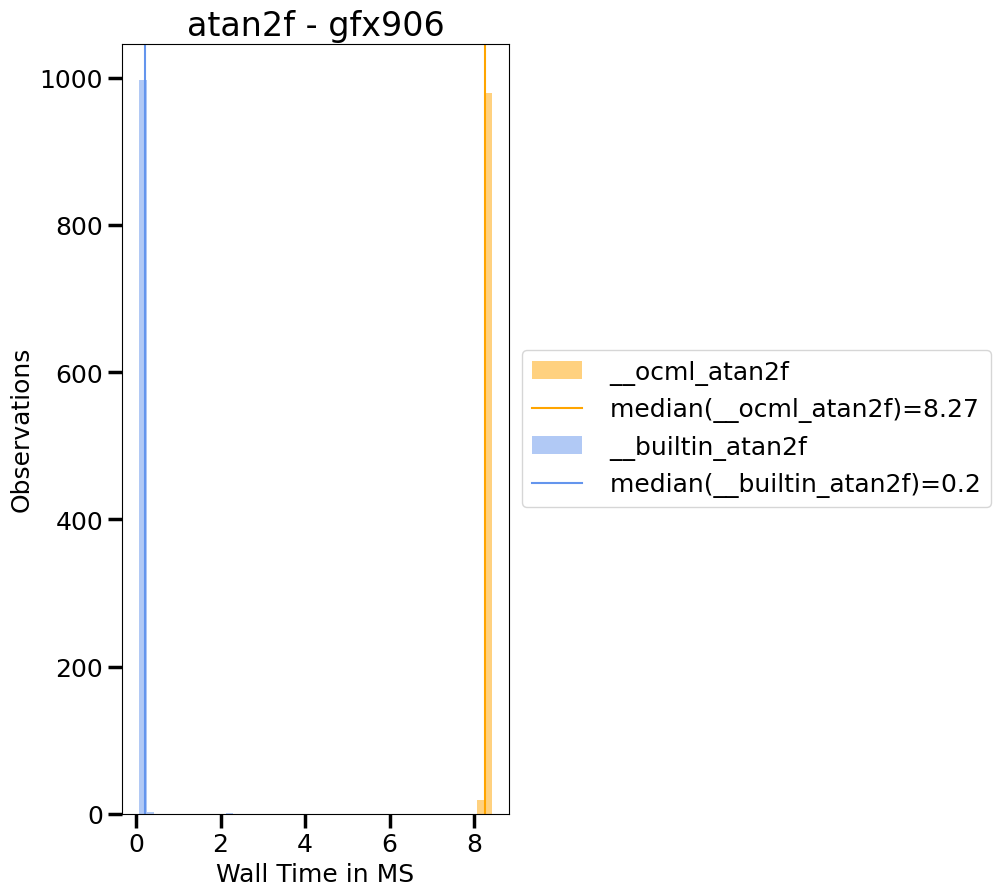 atan2f - gfx906
1000
800
600
400
200
0
Observations
0 2 4 6 8
Wall Time in MS
__ocml_atan2f
median(__ocml_atan2f)=8.27
__builtin_atan2f
median(__builtin_atan2f)=0.2